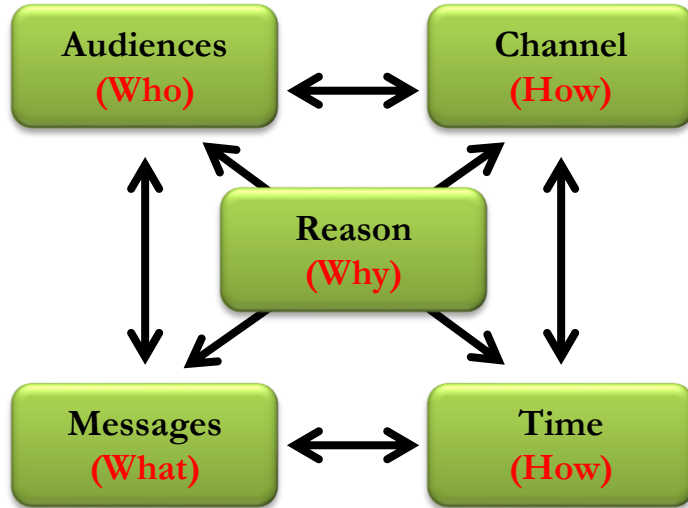 Audiences
(Who)
Channel
(How)
Reason
(Why)
Messages
(What)
Time
(How)